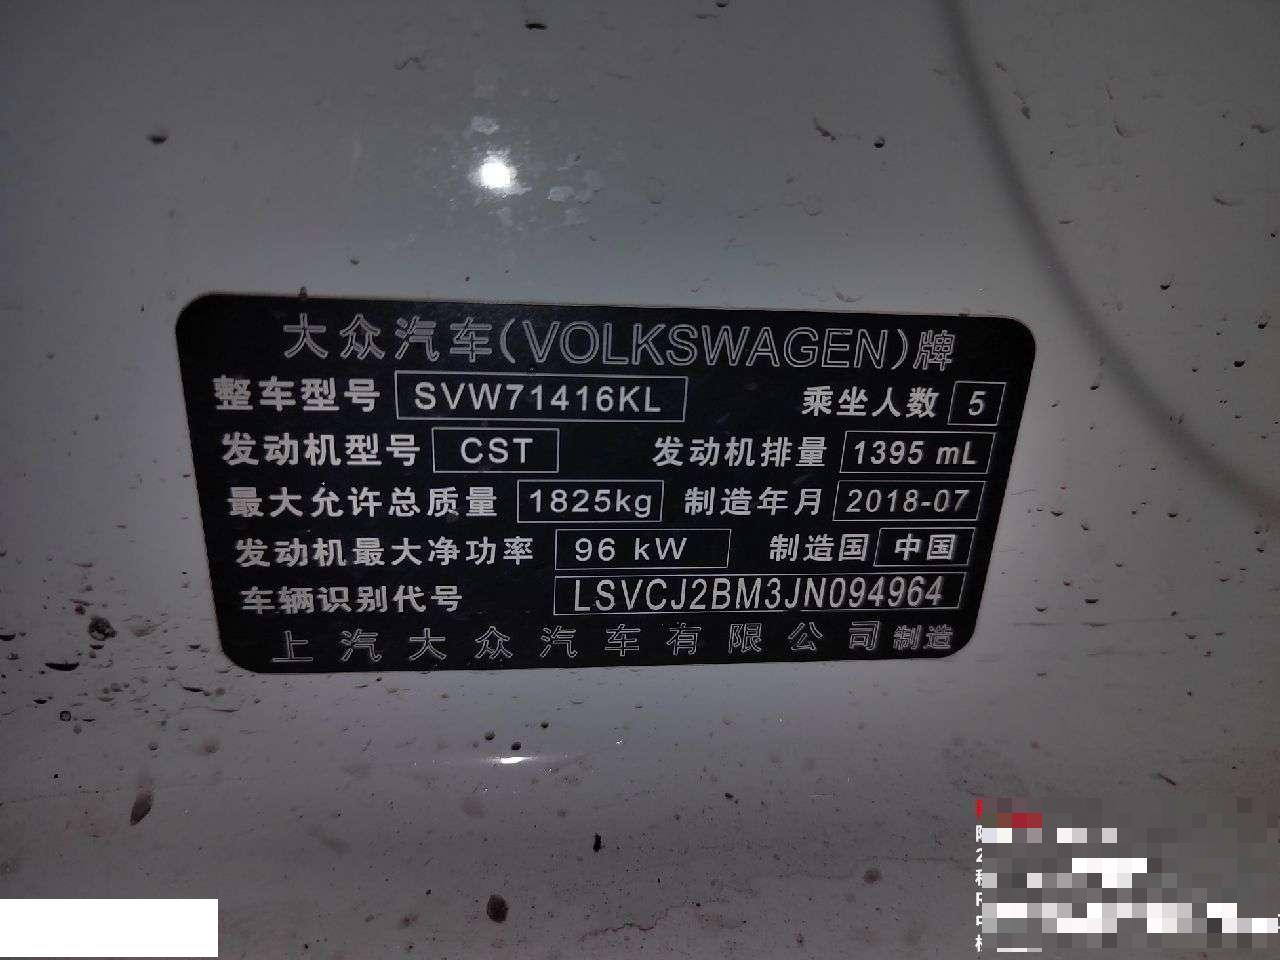 大众汽车(VOLKSWAGEN)牌
整车型号 SVW71416KL 乘坐人数 5
发动机型号 CST 发动机排量 1395 mL
最大允许总质量 1825kg 制造年月 2018-07
发动机最大净功率 96 kW 制造国 中国
车辆识别代号 LSVCJ2BM3JN094964
上汽大众汽车有限公司制造